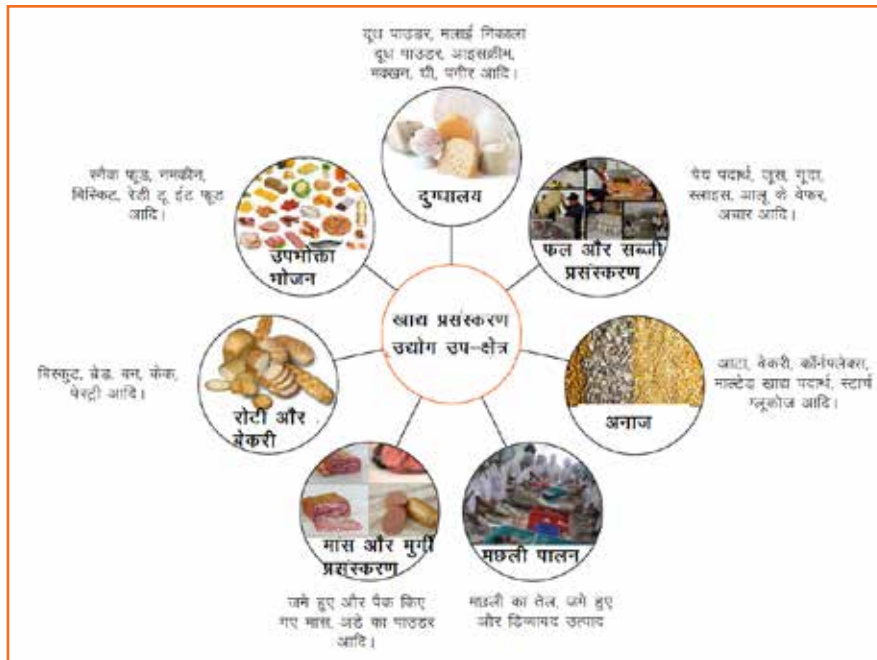 दूध पाउडर, मलाई निकाला
दूध पाउडर, आइसक्रीम,
मक्खन, घी, पनीर आदि।
दुग्धालय
स्नैक फूड, नमकीन,
बिस्किट, रेडी टू ईट फूड
आदि।
उपभोक्ता
भोजन
पेय पदार्थ, जूस, गूदा,
स्लाइस, आलू के वेफर,
अचार आदि।
फल और सब्जी
प्रसंस्करण
खाद्य प्रसंस्करण
उद्योग उप-क्षेत्र
बिस्कुट, ब्रेड, बन, केक,
पेस्ट्री आदि।
रोटी और
बेकरी
आटा, बेकरी, कॉर्नफ्लेक्स,
माल्टेड खाद्य पदार्थ, स्टार्च
ग्लूकोज आदि।
अनाज
मांस और मुर्गी
प्रसंस्करण
जमे हुए और पैक किए
गए मांस, अंडे का पाउडर
आदि।
मछली पालन
मछली का तेल, जमे हुए
और डिब्बाबंद उत्पाद